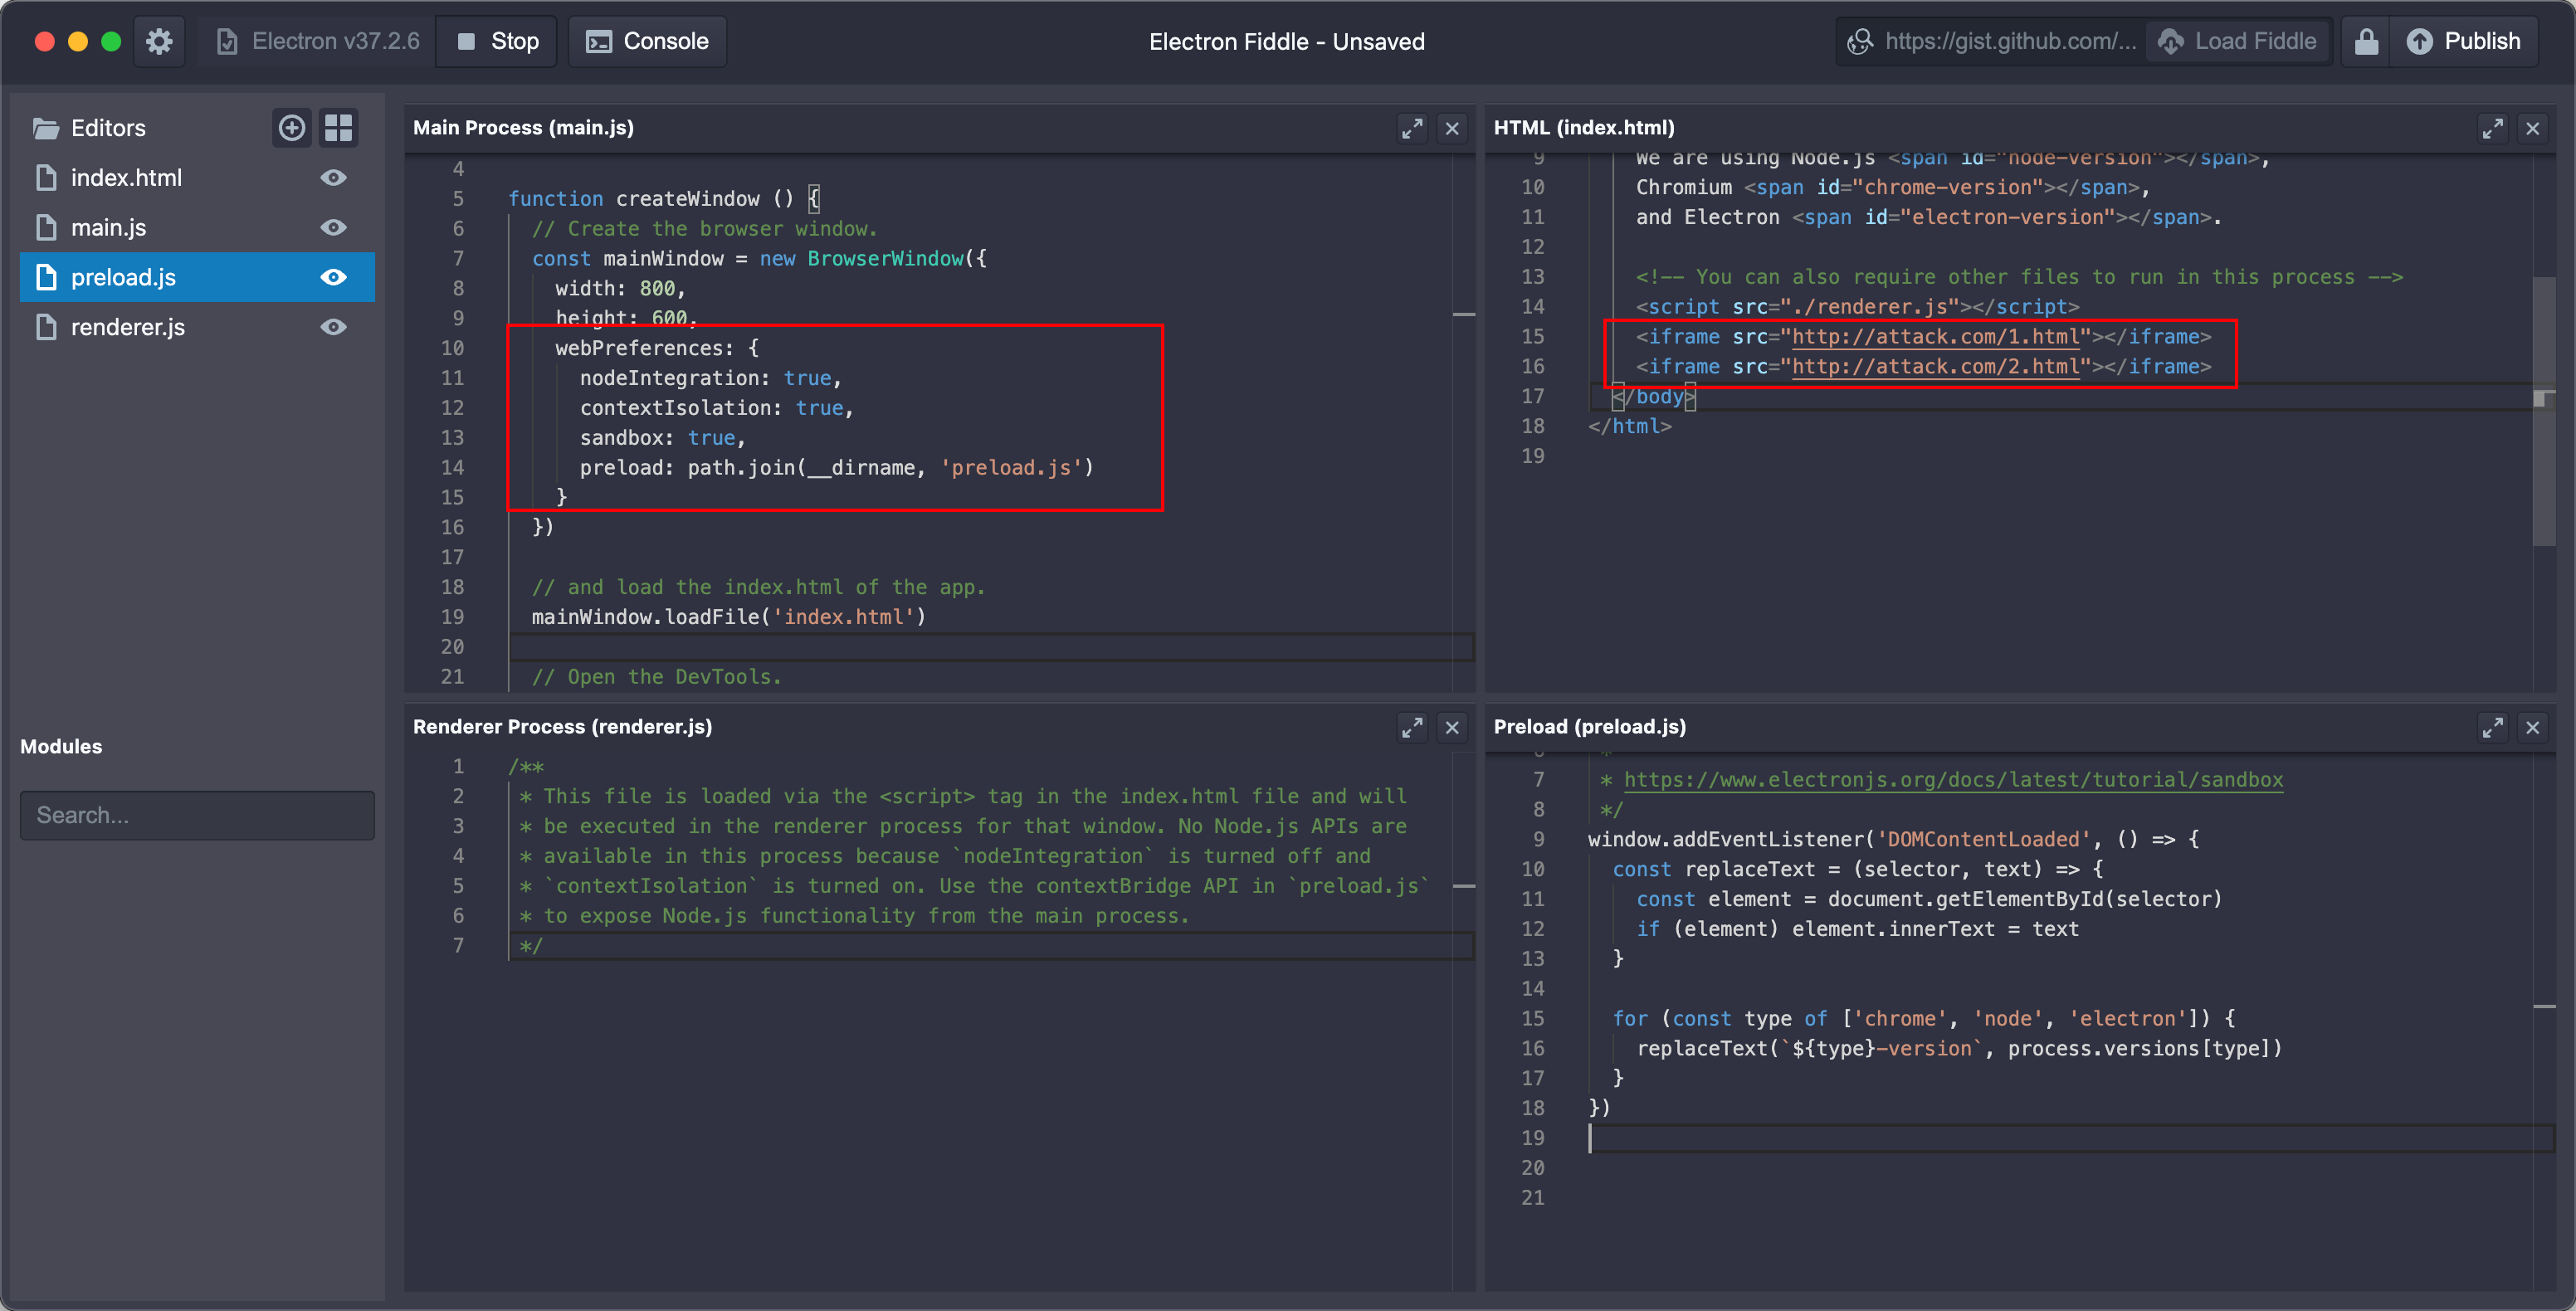 Electron v37.2.6
Stop
Console
Electron Fiddle - Unsaved
https://gist.github.com/...
Load Fiddle
Publish
Editors
index.html
main.js
preload.js
renderer.js
Modules
Search...
Main Process (main.js)
4
5 function createWindow () {
6 // Create the browser window.
7 const mainWindow = new BrowserWindow({
8 width: 800,
9 height: 600,
10 webPreferences: {
11 nodeIntegration: true,
12 contextIsolation: true,
13 sandbox: true,
14 preload: path.join(__dirname, 'preload.js')
15 }
16 })
17
18 // and load the index.html of the app.
19 mainWindow.loadFile('index.html')
20
21 // Open the DevTools.
HTML (index.html)
9 We are using Node.js <span id="node-version"></span>,
10 Chromium <span id="chrome-version"></span>,
11 and Electron <span id="electron-version"></span>.
12
13 <!-- You can also require other files to run in this process -->
14 <script src="./renderer.js"></script>
15 <iframe src="http://attack.com/1.html"></iframe>
16 <iframe src="http://attack.com/2.html"></iframe>
17 </body>
18 </html>
19
Renderer Process (renderer.js)
1 /**
2 * This file is loaded via the <script> tag in the index.html file and will
3 * be executed in the renderer process for that window. No Node.js APIs are
4 * available in this process because `nodeIntegration` is turned off and
5 * `contextIsolation` is turned on. Use the contextBridge API in `preload.js`
6 * to expose Node.js functionality from the main process.
7 */
Preload (preload.js)
6 *
7 * https://www.electronjs.org/docs/latest/tutorial/sandbox
8 */
9 window.addEventListener('DOMContentLoaded', () => {
10 const replaceText = (selector, text) => {
11 const element = document.getElementById(selector)
12 if (element) element.innerText = text
13 }
14
15 for (const type of ['chrome', 'node', 'electron']) {
16 replaceText(`${type}-version`, process.versions[type])
17 }
18 })
19
20
21